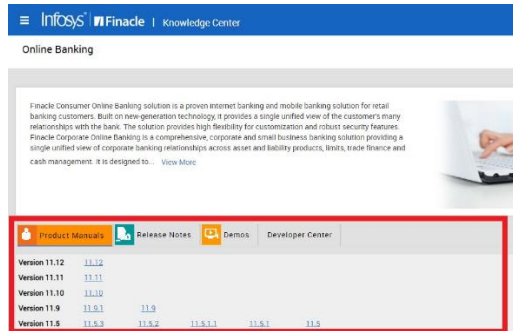 Infosys | Finacle | Knowledge Center
Online Banking
Finacle Consumer Online Banking solution is a proven internet banking and mobile banking solution for retail
banking customers. Built on new-generation technology, it provides a single unified view of the customer's many
relationships with the bank. The solution provides high flexibility for customization and robust security features.
Finacle Corporate Online Banking is a comprehensive, corporate and small business banking solution providing a
single unified view of corporate banking relationships across asset and liability products, limits, trade finance and
cash management. It is designed to... View More
Product Manuals Release Notes Demos Developer Center
Version 11.12 11.12
Version 11.11 11.11
Version 11.10 11.10
Version 11.9 11.9.1 11.9
Version 11.5 11.5.3 11.5.2 11.5.1.1 11.5.1 11.5